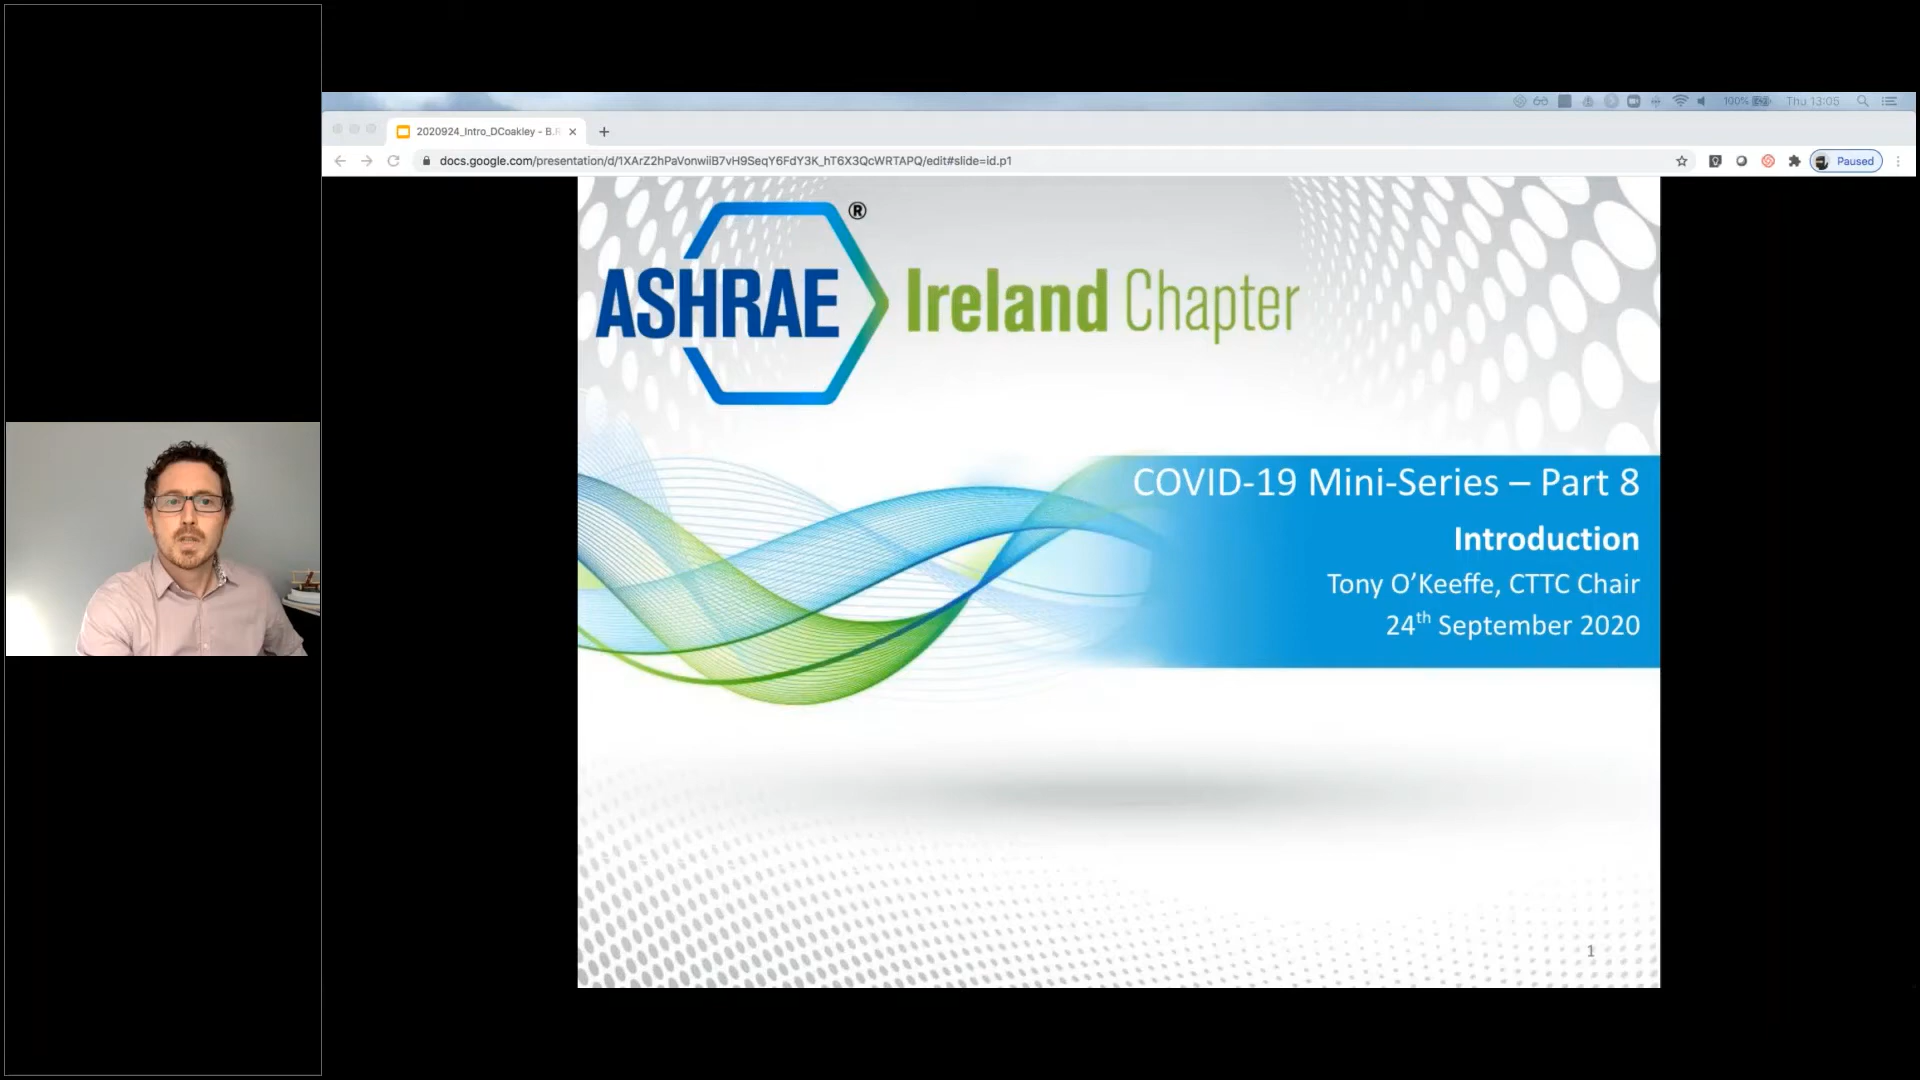 100% Thu 13:05
2020924_Intro_DCoakley - B.
docs.google.com/presentation/d/1XArZ2hPaVonwiiB7vH9SeqY6FdY3K_hT6X3QcWRTAPQ/edit#slide=id.p1
Paused
ASHRAE® Ireland Chapter
COVID-19 Mini-Series – Part 8
Introduction
Tony O’Keeffe, CTTC Chair
24th September 2020
1